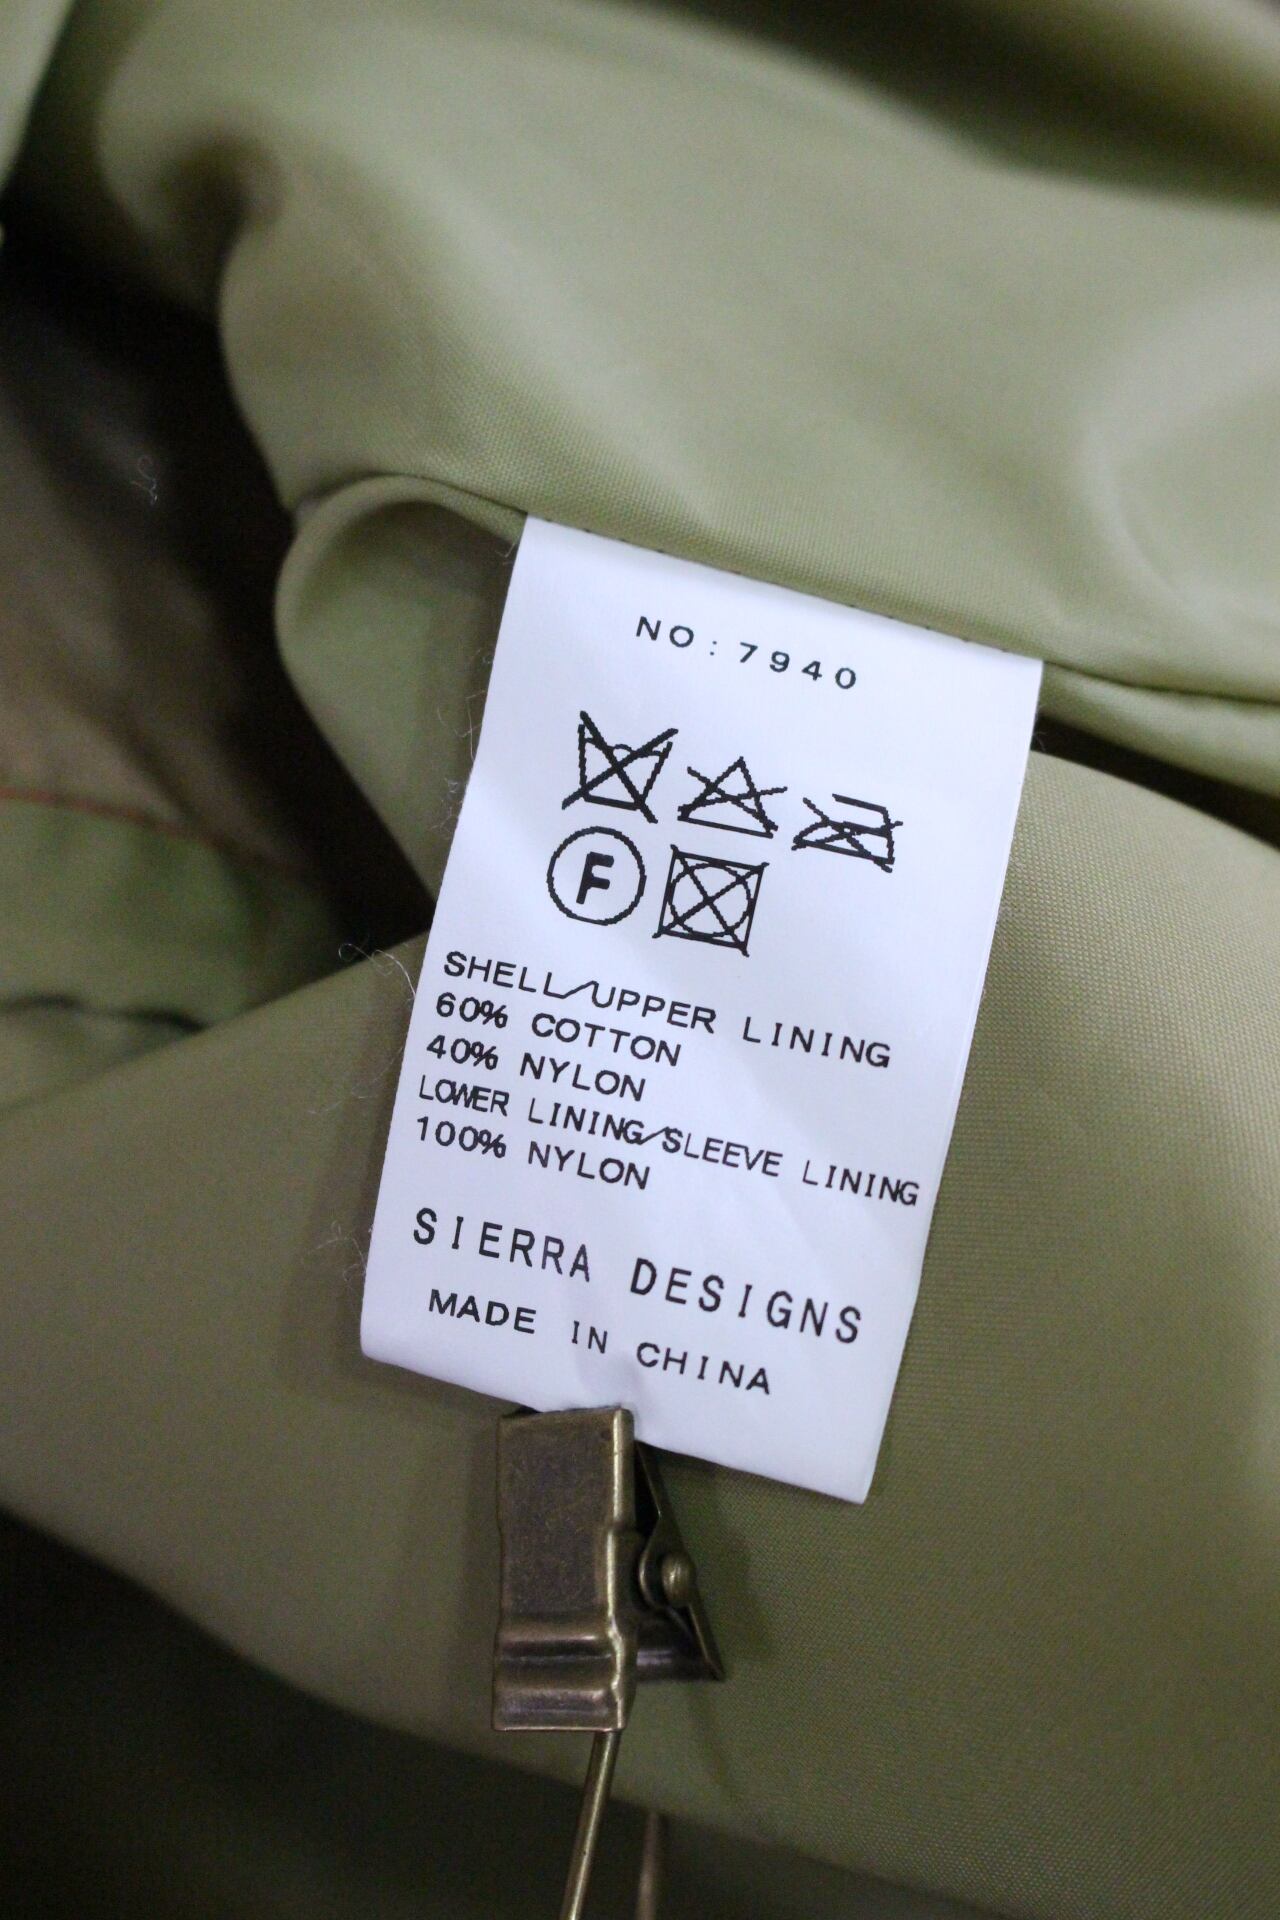 NO:7940
F
SHELL/UPPER LINING
60% COTTON
40% NYLON
LOWER LINING/SLEEVE LINING
100% NYLON
SIERRA DESIGNS
MADE IN CHINA